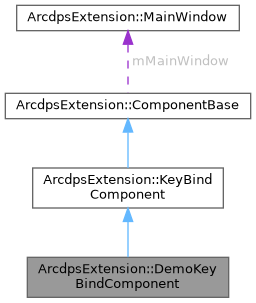 ArcdpsExtension::MainWindow
mMainWindow
ArcdpsExtension::ComponentBase
ArcdpsExtension::KeyBind
Component
ArcdpsExtension::DemoKey
BindComponent